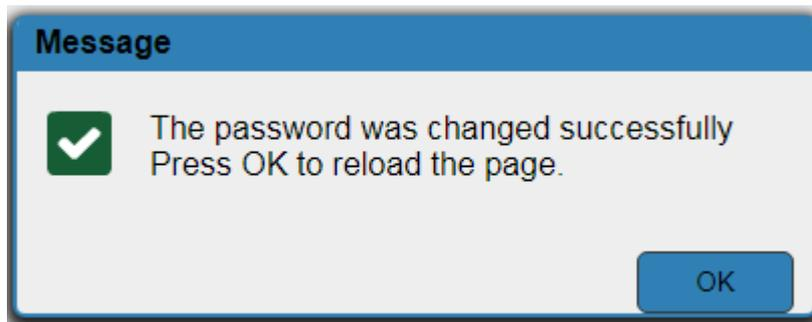 Message
The password was changed successfully
Press OK to reload the page.
OK